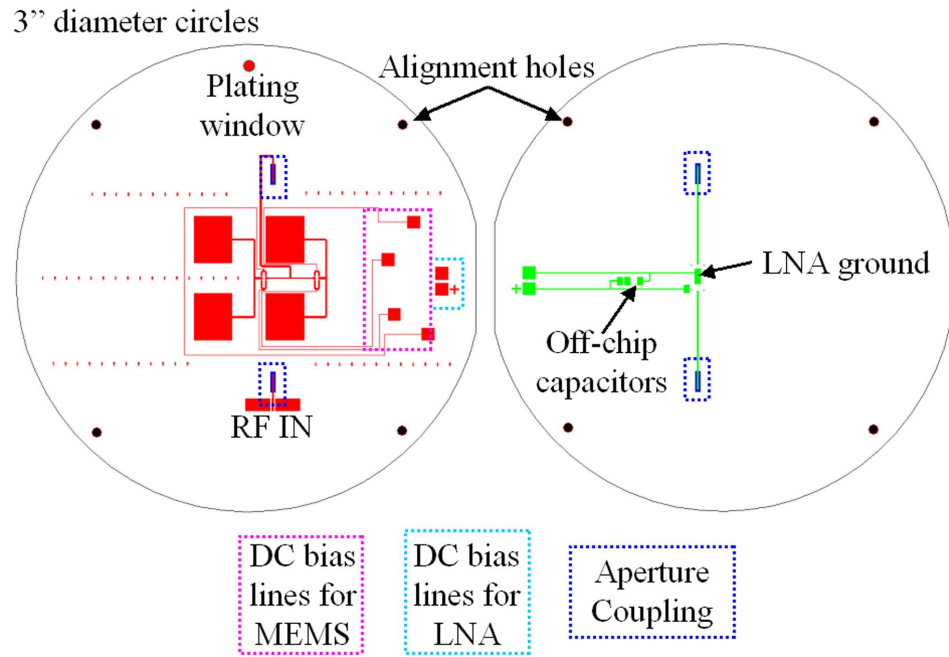 3” diameter circles
Alignment holes
Plating
window
LNA ground
Off-chip
capacitors
RF IN
+
+
DC bias
lines for
MEMS
DC bias
lines for
LNA
Aperture
Coupling